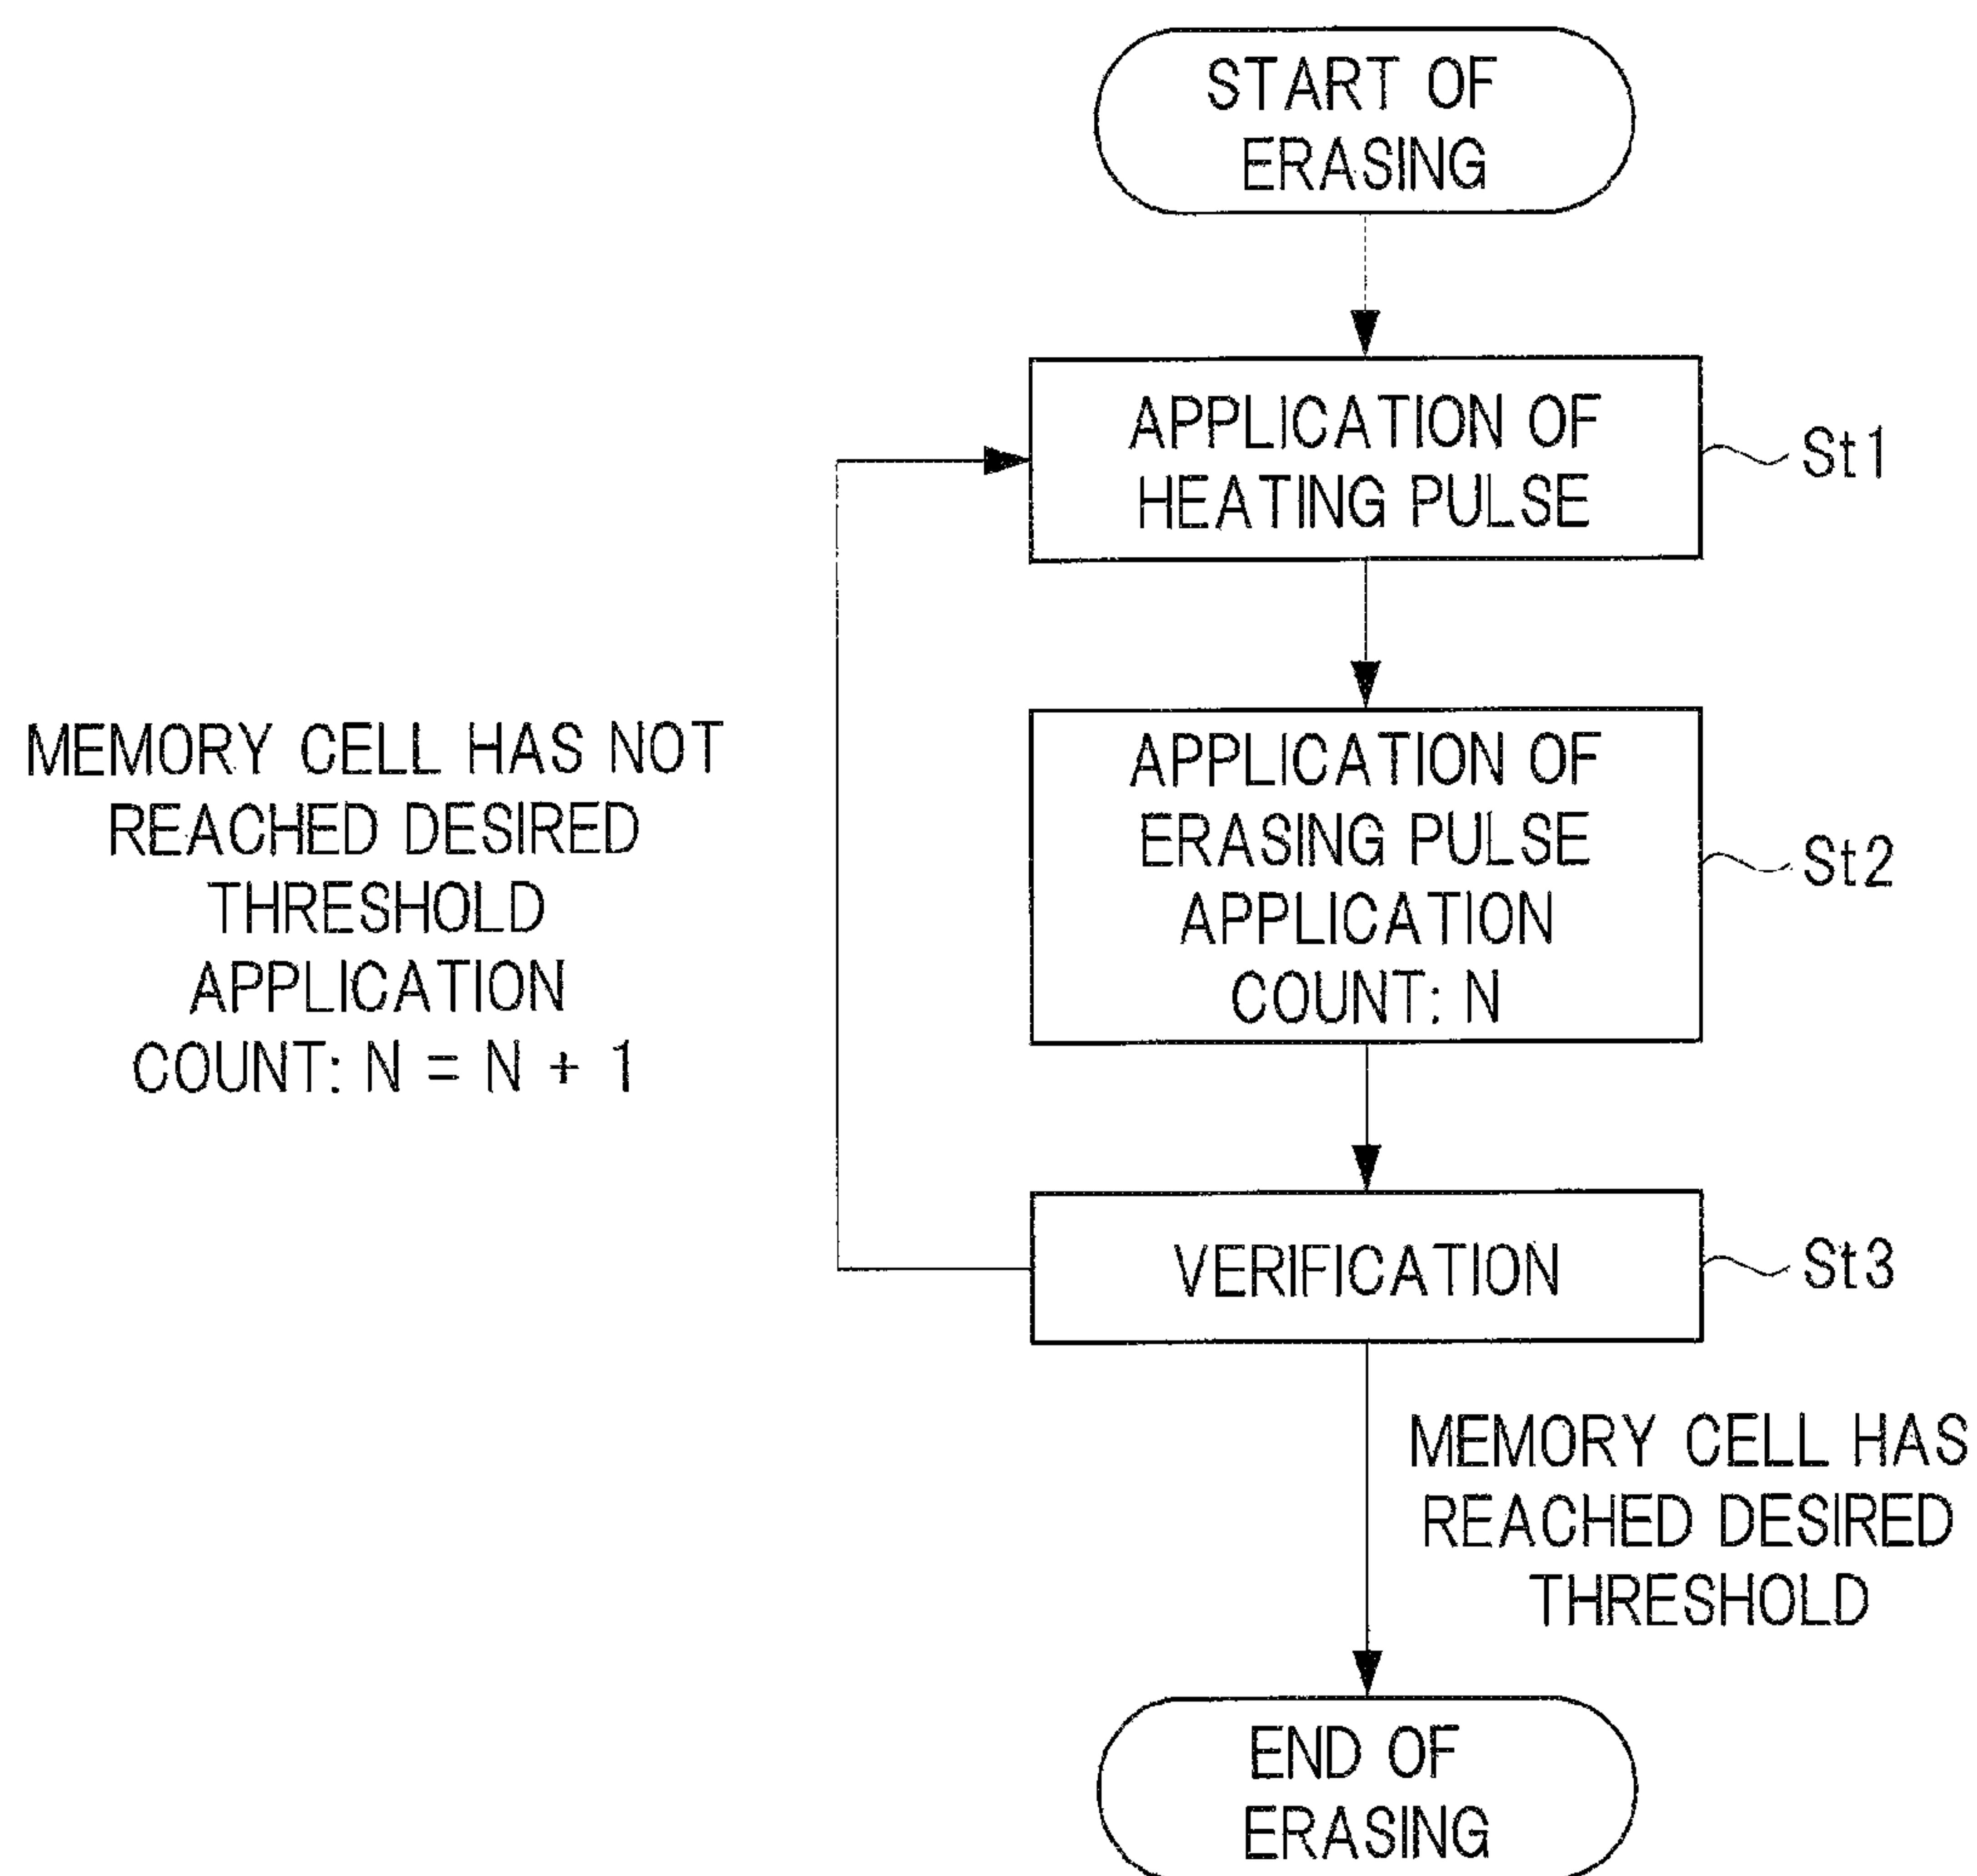 START OF
ERASING
APPLICATION OF
HEATING PULSE
St1
APPLICATION OF
ERASING PULSE
APPLICATION
COUNT: N
St2
MEMORY CELL HAS NOT
REACHED DESIRED
THRESHOLD
APPLICATION
COUNT: N = N + 1
VERIFICATION
St3
MEMORY CELL HAS
REACHED DESIRED
THRESHOLD
END OF
ERASING